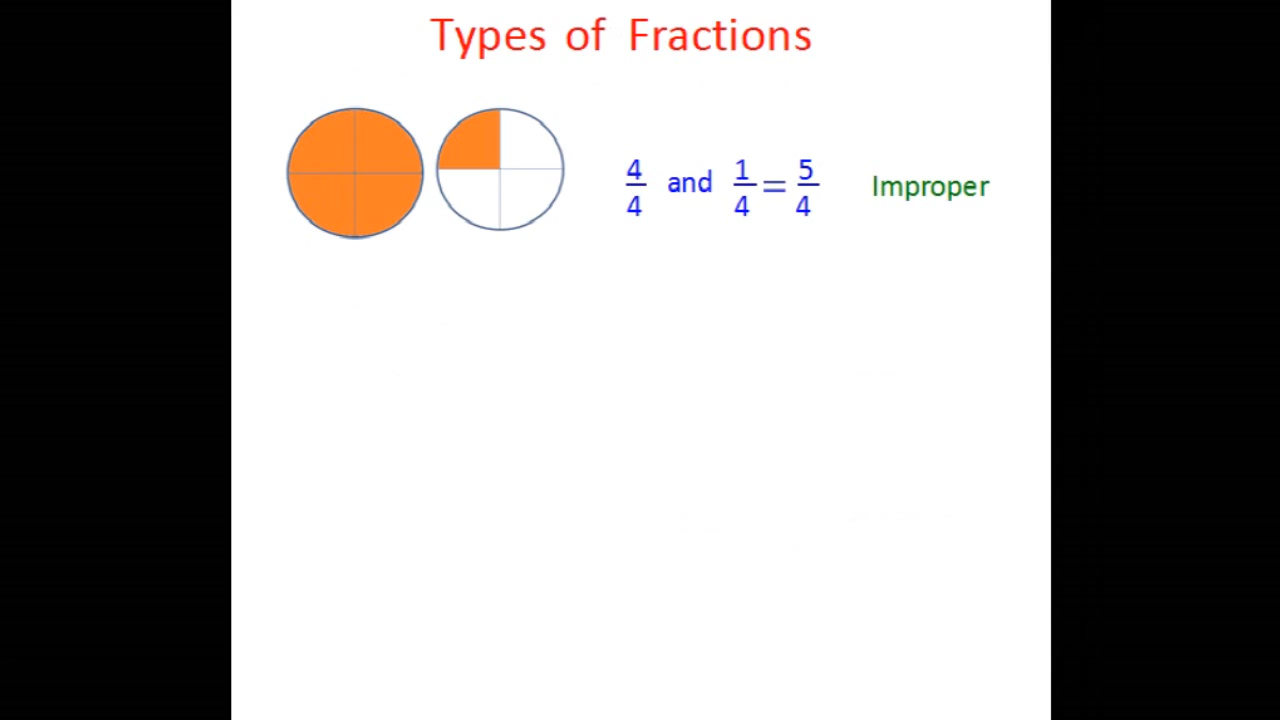 Types of Fractions
4/4 and 1/4 = 5/4 Improper